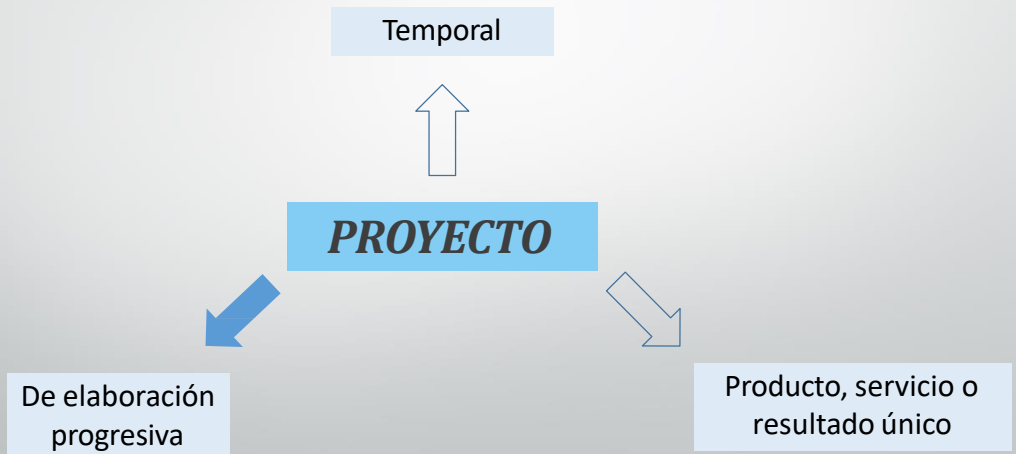 Temporal
PROYECTO
De elaboración
progresiva
Producto, servicio o
resultado único